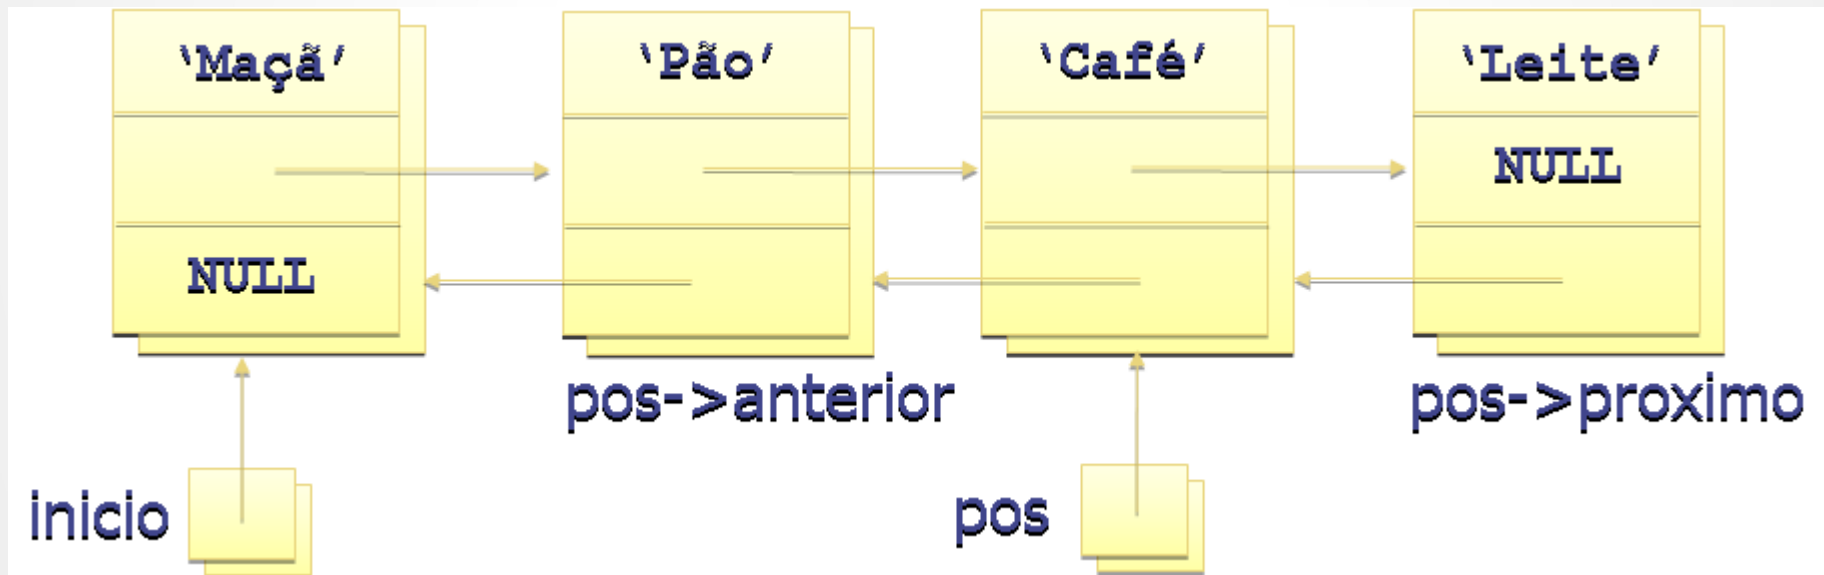 ‘Maçã’ ‘Pão’ ‘Café’ ‘Leite’
NULL
NULL
pos->anterior pos->proximo
inicio pos